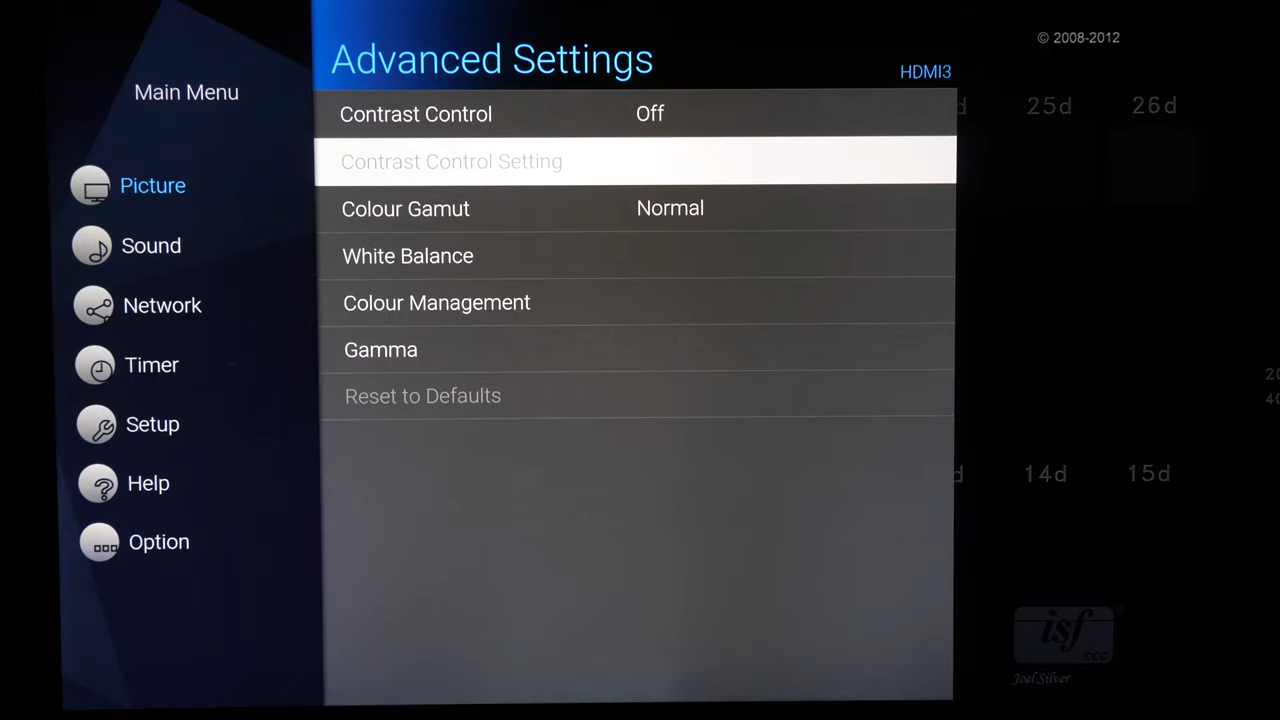 Main Menu
Picture
Sound
Network
Timer
Setup
Help
Option
Advanced Settings
HDMI3
Contrast Control Off
Contrast Control Setting
Colour Gamut Normal
White Balance
Colour Management
Gamma
Reset to Defaults
© 2008-2012
d 25d 26d
d 14d 15d
isf
ccc
Joel Silver